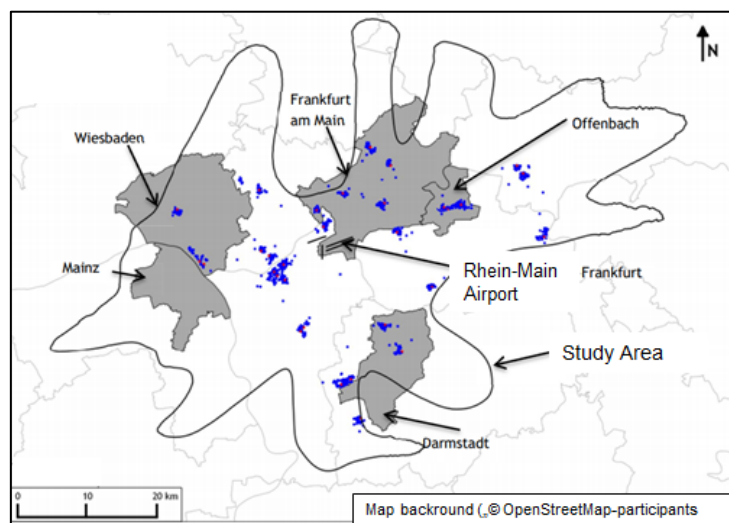 N
Frankfurt
am Main
Offenbach
Wiesbaden
Mainz
Rhein-Main
Airport
Frankfurt
Study Area
Darmstadt
0 10 20 km
Map backround („© OpenStreetMap-participants